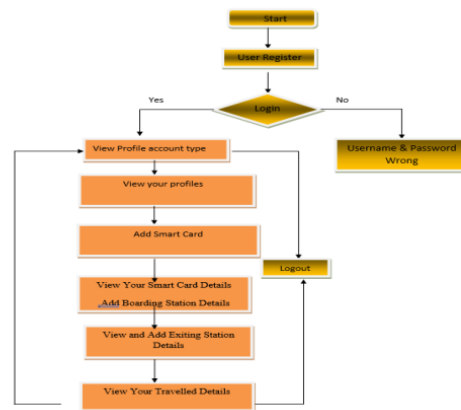 Start
User Register
Login
Yes
No
View Profile account type
Username & Password
Wrong
View your profiles
Add Smart Card
Logout
View Your Smart Card Details
Add Boarding Station Details
View and Add Exiting Station
Details
View Your Travelled Details